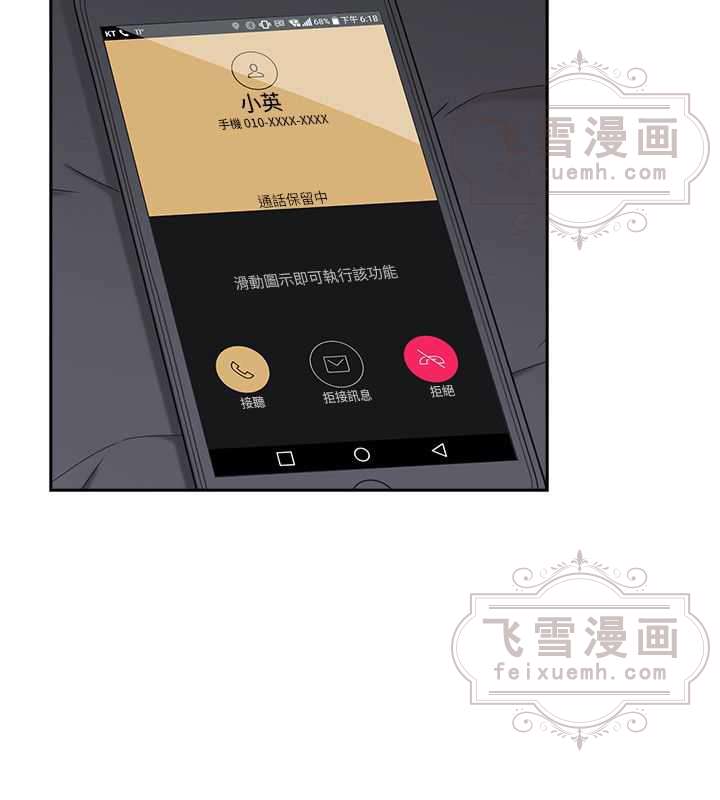 KT 68% 下午 6:18
小英
手機 010-XXXX-XXXX
通話保留中
滑動圖示即可執行該功能
接聽 拒接訊息 拒絕
飞雪漫画
feixuemh.com
飞雪漫画
feixuemh.com